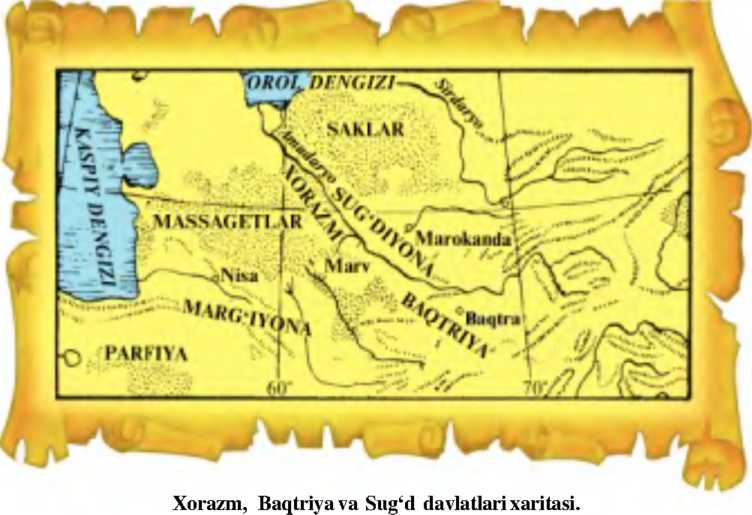 OROL DENGIZI
Sirdaryo
SAKLAR
Amudaryo
KASPIY DENGIZI
XORAZM
SUG‘DIYONA
MASSAGETLAR
Marokanda
Nisa
Marv
MARG‘IYONA
BAQTRIYA
Baqtra
PARFIYA
60°
70°
Xorazm, Baqtriya va Sug‘d davlatlari xaritasi.